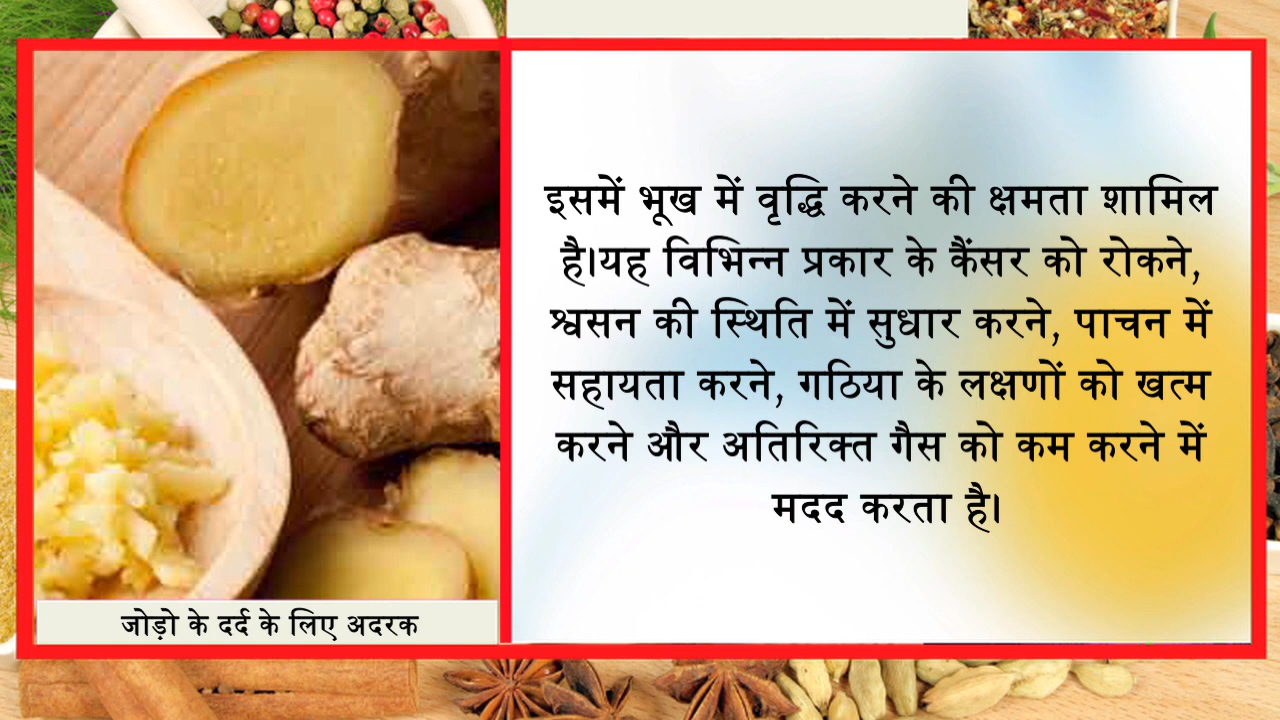 इसमें भूख में वृद्धि करने की क्षमता शामिल
है।यह विभिन्न प्रकार के कैंसर को रोकने,
श्वसन की स्थिति में सुधार करने, पाचन में
सहायता करने, गठिया के लक्षणों को खत्म
करने और अतिरिक्त गैस को कम करने में
मदद करता है।
जोड़ो के दर्द के लिए अदरक